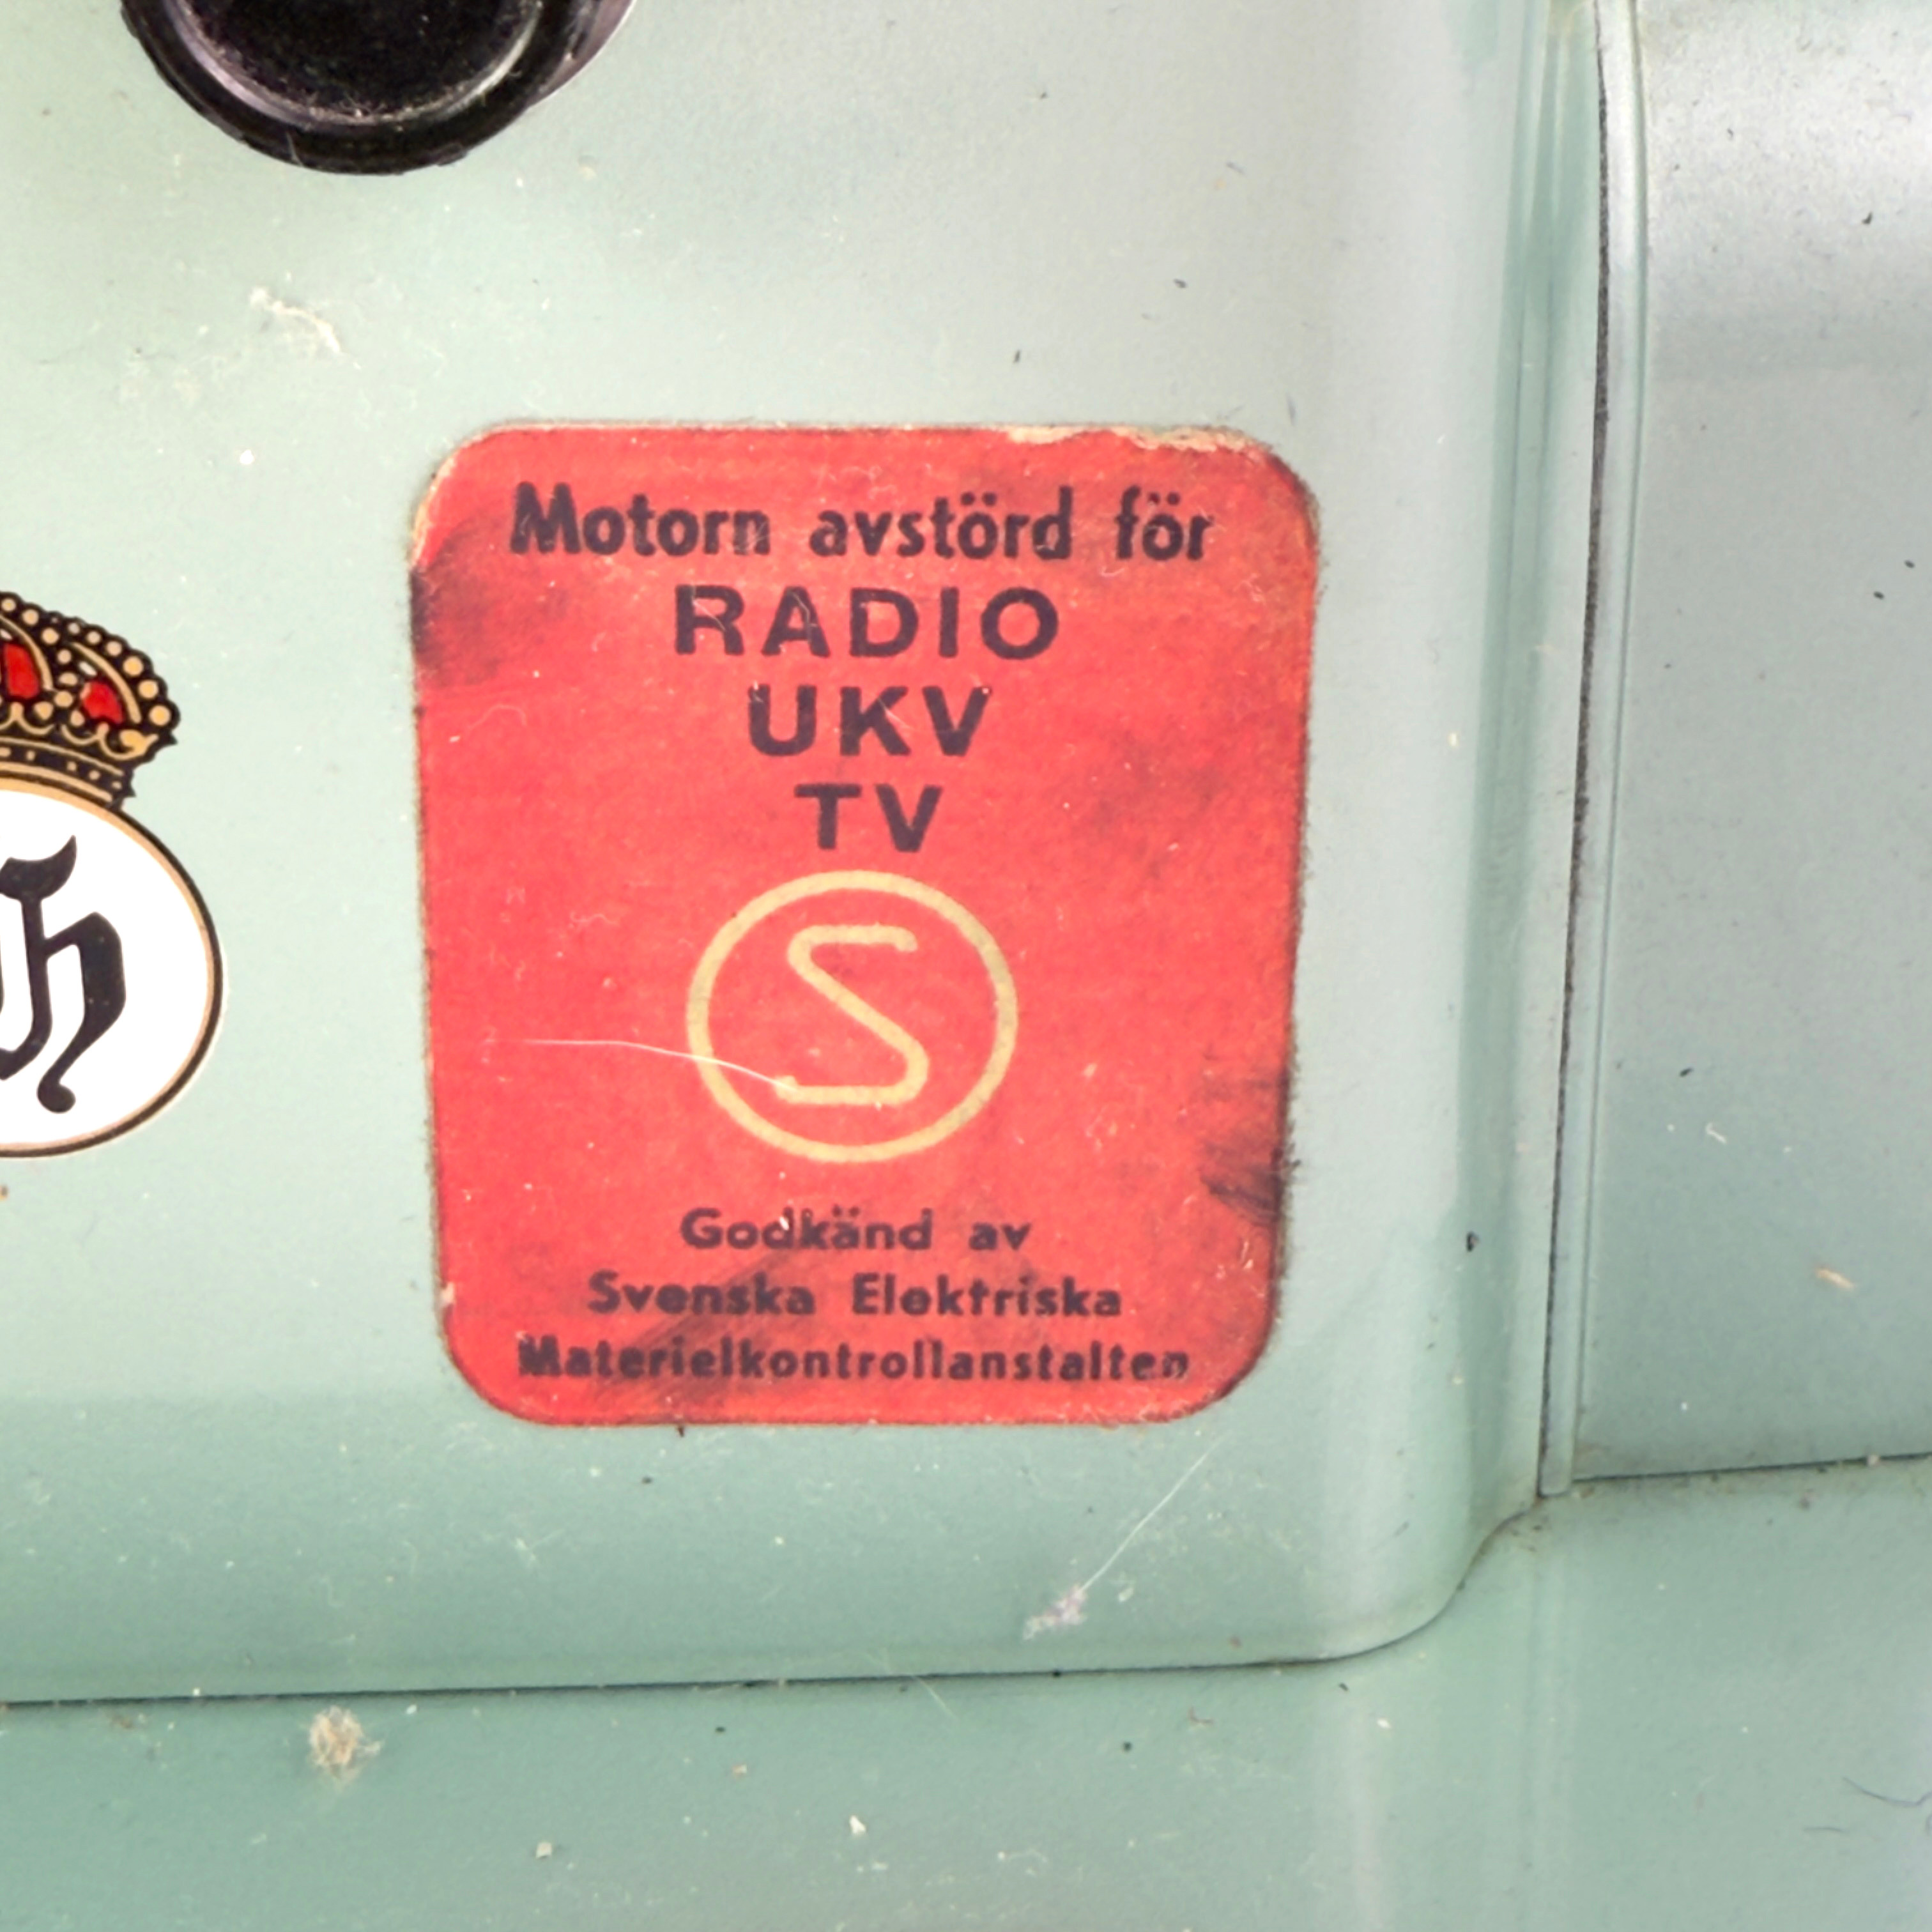 Motorn avstörd för
RADIO
UKV
TV
S
Godkänd av
Svenska Elektriska
Materielkontrollanstalten
h